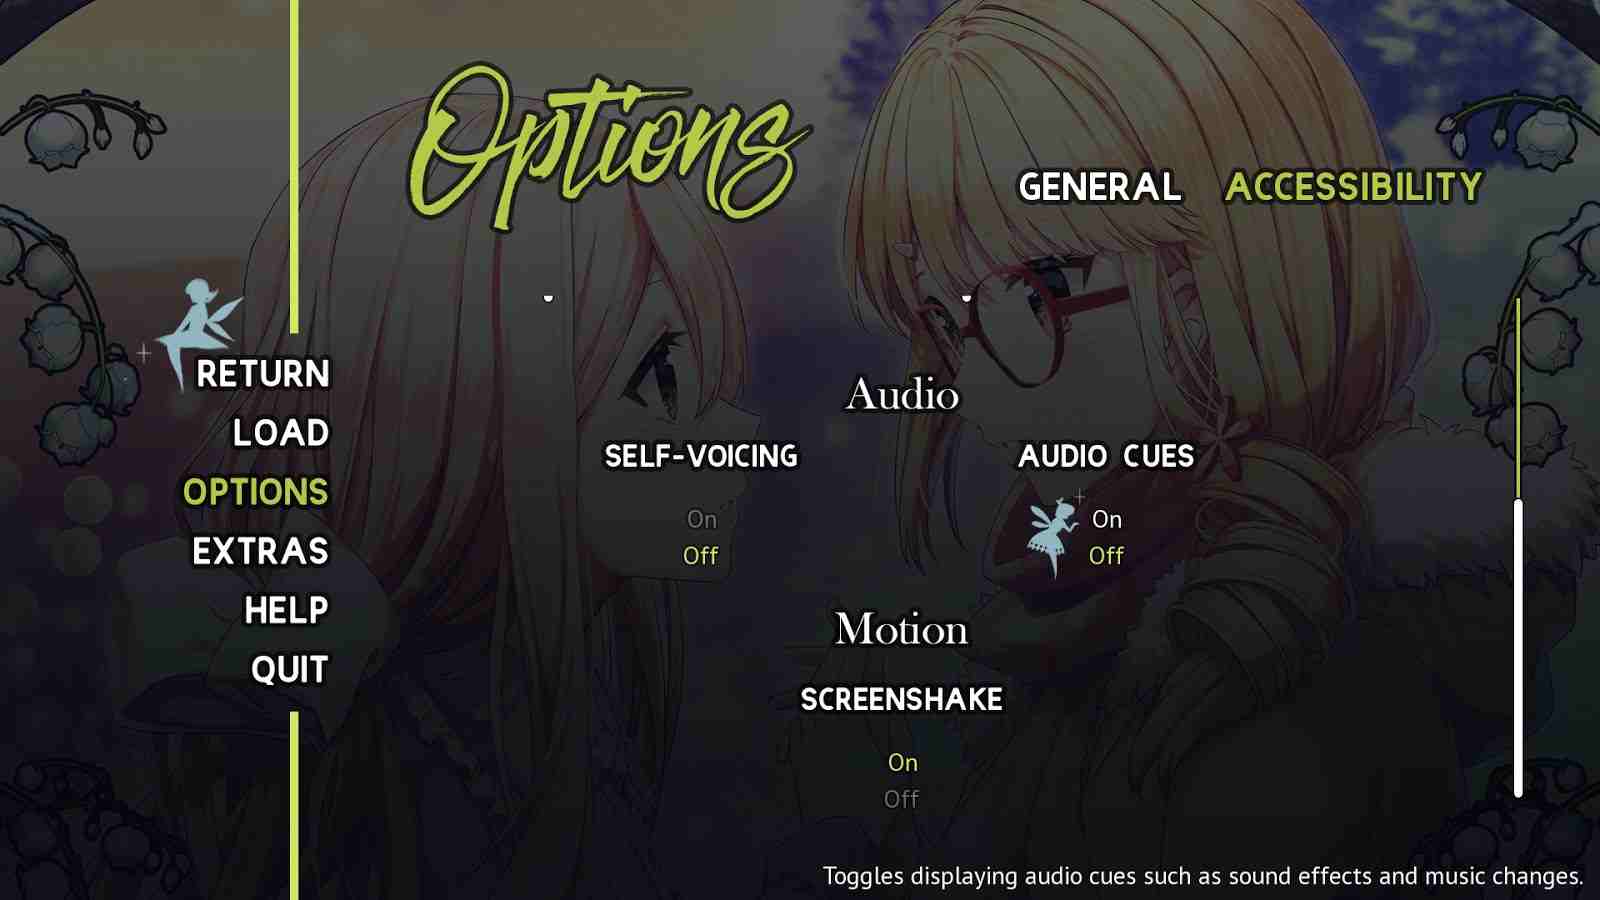 Options
GENERAL ACCESSIBILITY
RETURN
LOAD
OPTIONS
EXTRAS
HELP
QUIT
Audio
SELF-VOICING
On
Off
AUDIO CUES
On
Off
Motion
SCREENSHAKE
On
Off
Toggles displaying audio cues such as sound effects and music changes.